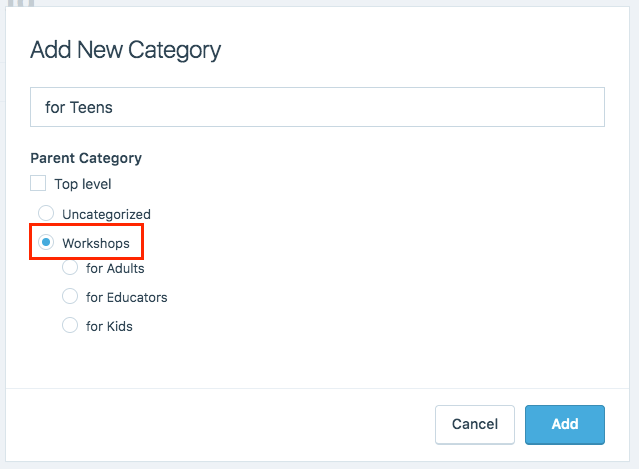 Add New Category
for Teens
Parent Category
Top level
Uncategorized
Workshops
for Adults
for Educators
for Kids
Cancel
Add